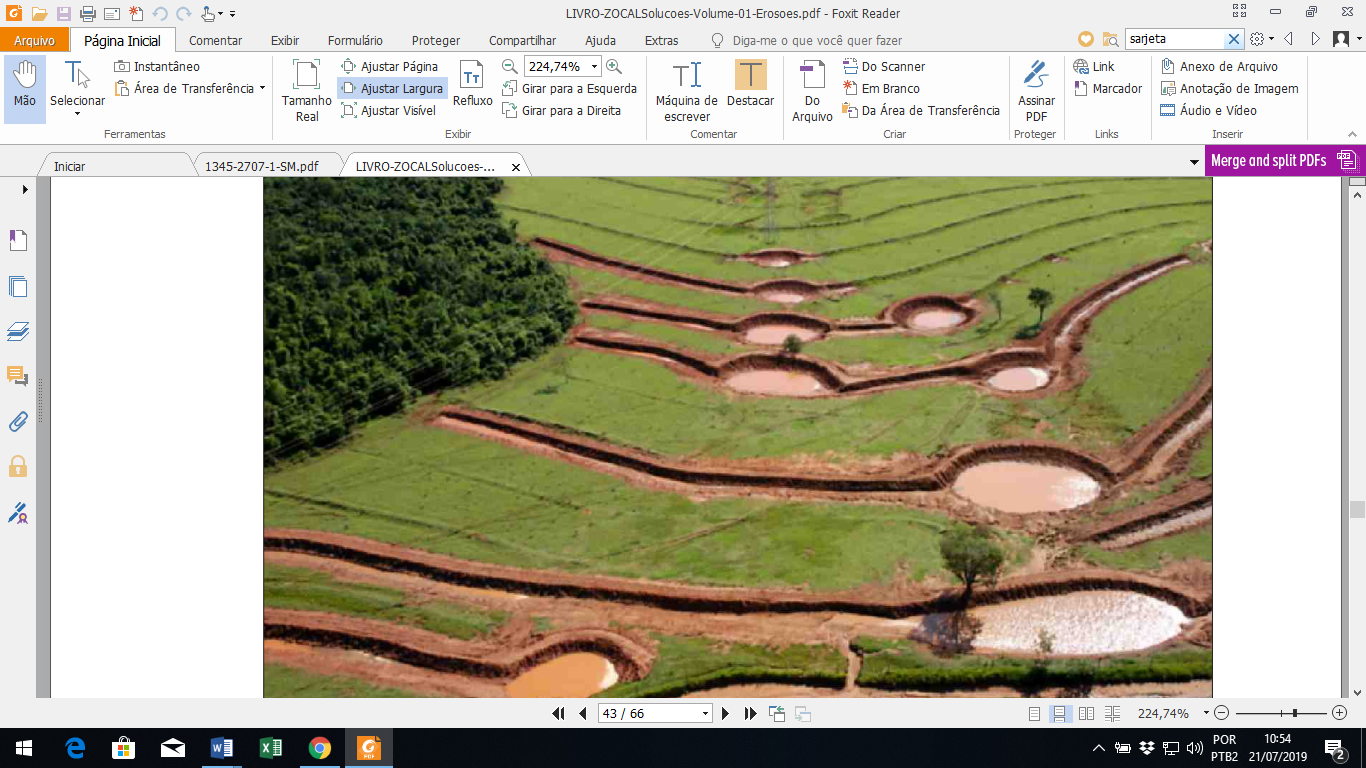 LIVRO-ZOCALSolucoes-Volume-01-Erosoes.pdf - Foxit Reader
Arquivo Página Inicial Comentar Exibir Formulário Proteger Compartilhar Ajuda Extras Diga-me o que você quer fazer sarjeta
Mão
Selecionar
Instantâneo
Área de Transferência
Ferramentas
Tamanho Real
Ajustar Página
Ajustar Largura
Ajustar Visível
Refluxo
224,74%
Girar para a Esquerda
Girar para a Direita
Exibir
Máquina de escrever
Destacar
Comentar
Do Arquivo
Do Scanner
Em Branco
Da Área de Transferência
Criar
Assinar PDF
Proteger
Link
Marcador
Links
Anexo de Arquivo
Anotação de Imagem
Áudio e Vídeo
Inserir
Iniciar 1345-2707-1-SM.pdf LIVRO-ZOCALSolucoes-... Merge and split PDFs
43 / 66 224,74%
POR 10:54
PTB2 21/07/2019 2